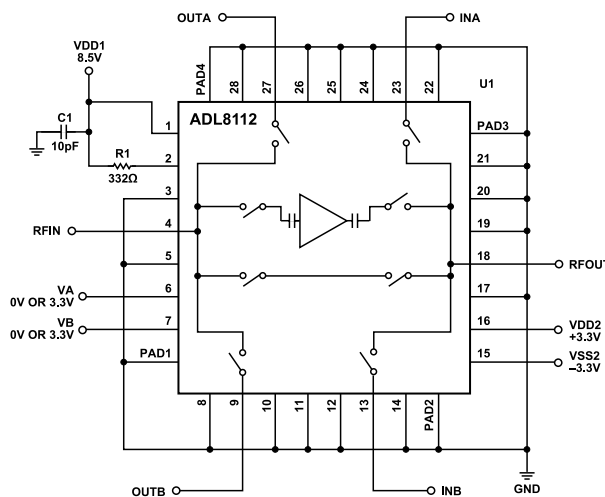 OUTA
INA
VDD1
8.5V
PAD4
28
27
26
25
24
23
22
U1
ADL8112
C1
10pF
1
PAD3
R1
332Ω
2
21
3
20
RFIN
4
19
5
18
RFOUT
VA
0V OR 3.3V
6
17
VB
0V OR 3.3V
7
16
VDD2
+3.3V
PAD1
15
VSS2
–3.3V
8
9
10
11
12
13
14
PAD2
OUTB
INB
GND